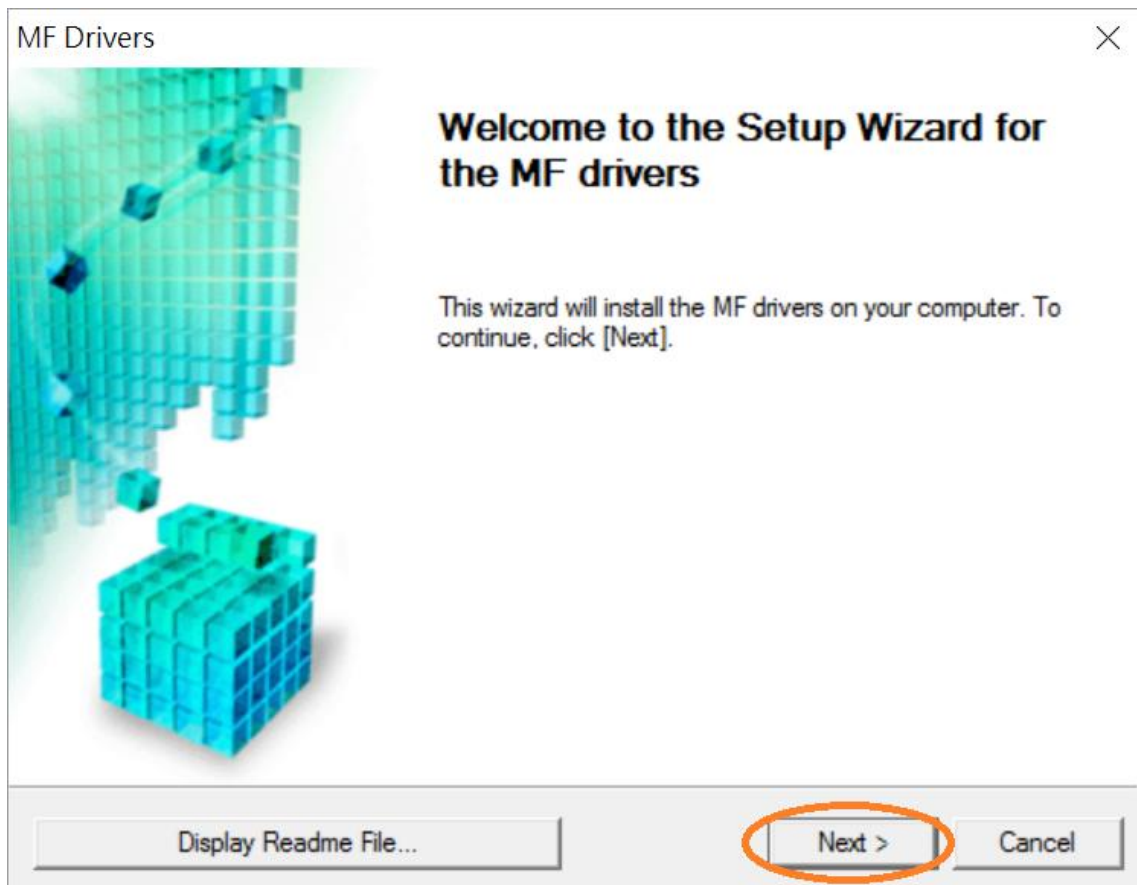 MF Drivers
Welcome to the Setup Wizard for
the MF drivers
This wizard will install the MF drivers on your computer. To
continue, click [Next].
Display Readme File...
Next >
Cancel